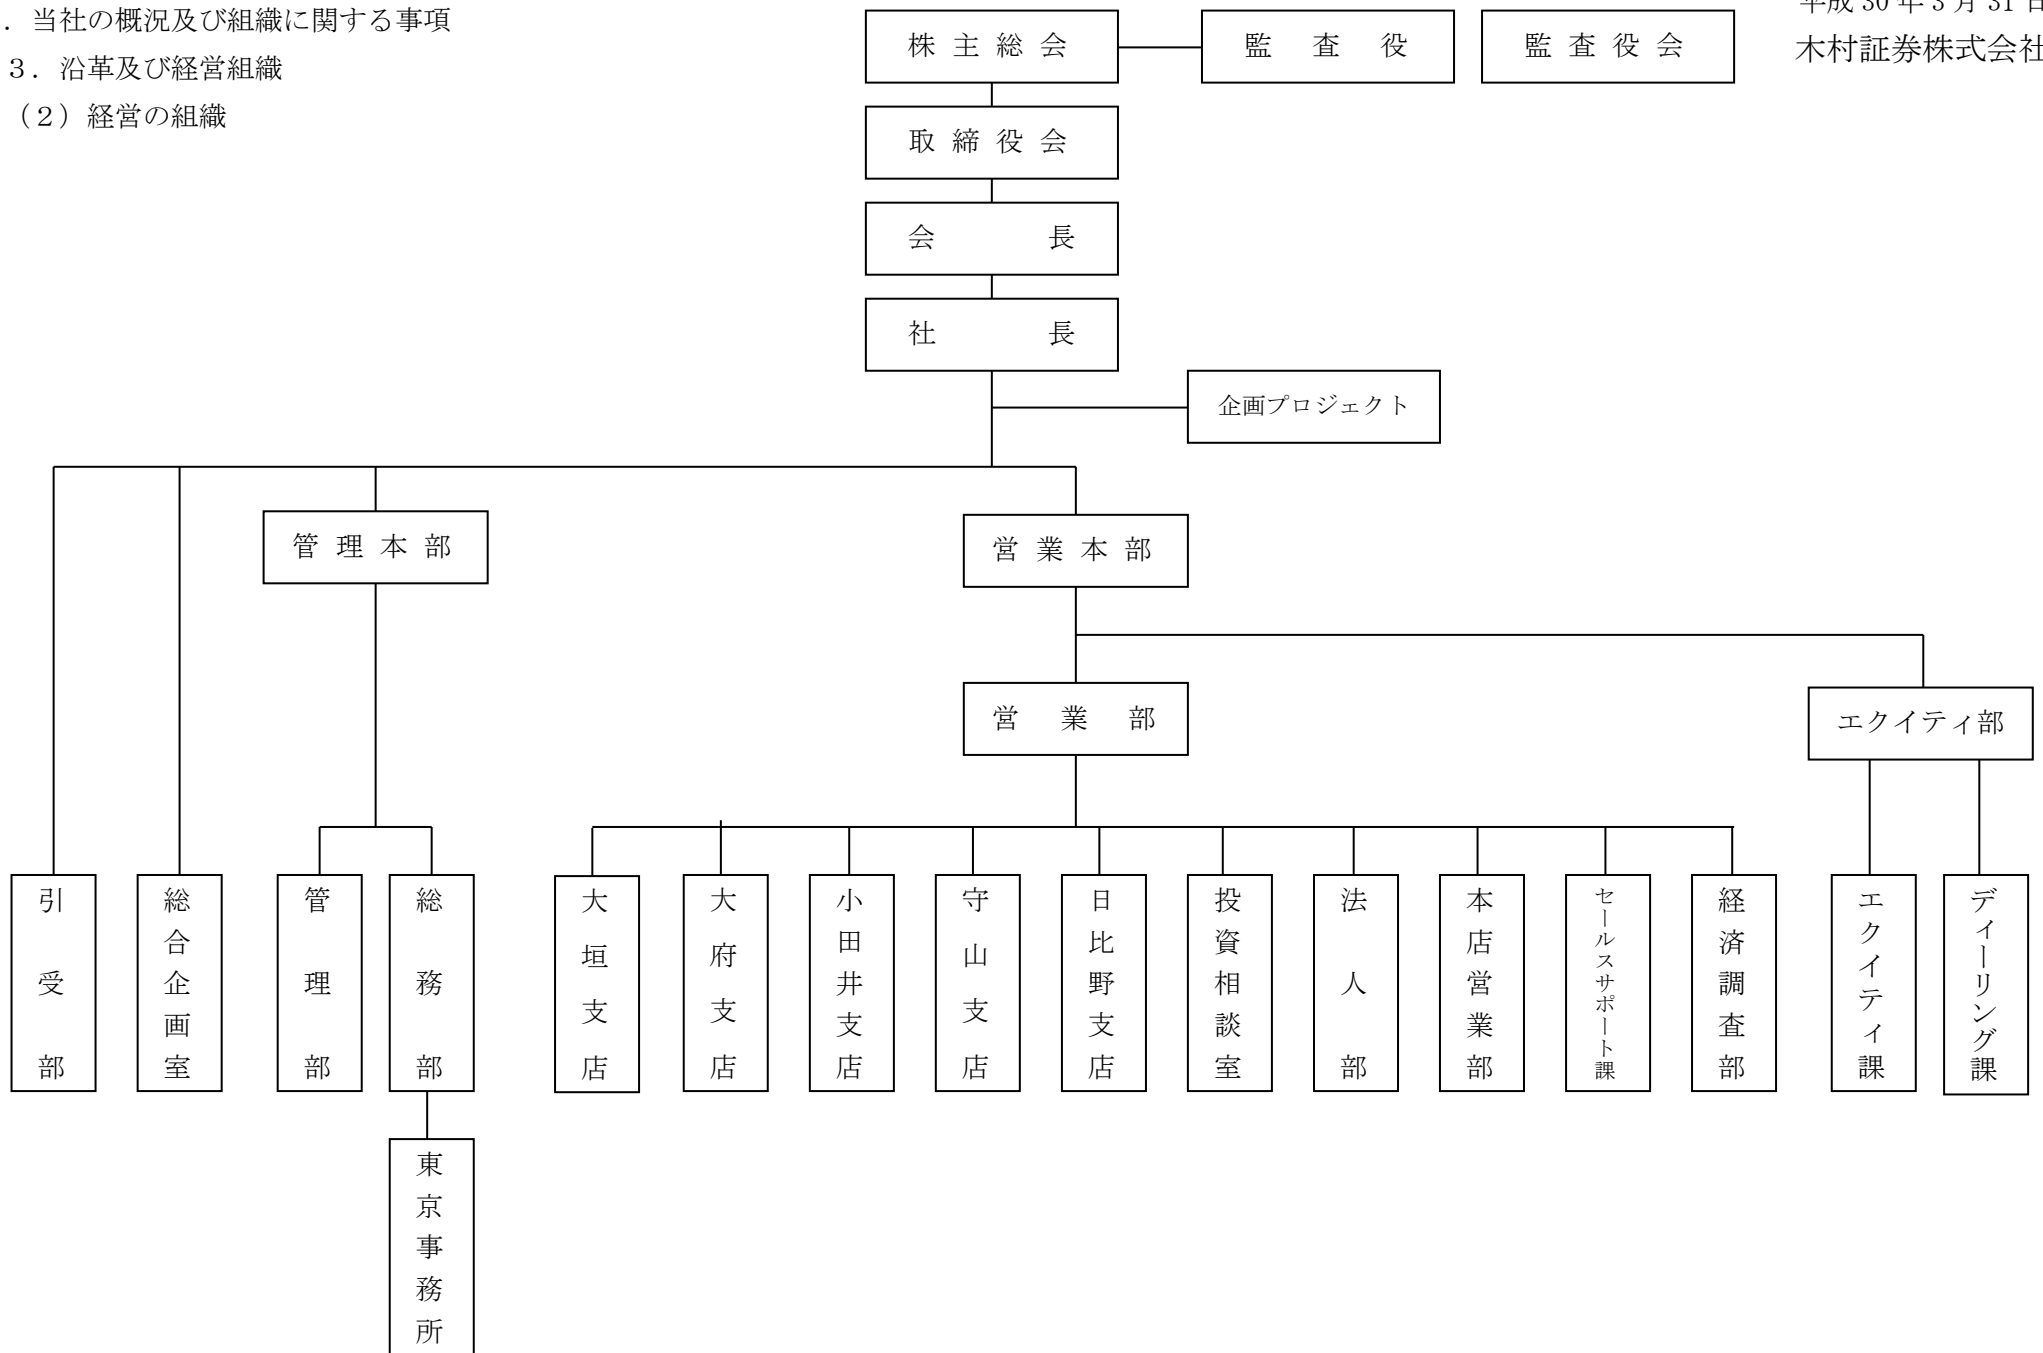 ．当社の概況及び組織に関する事項
３．沿革及び経営組織
（２）経営の組織
平成 30 年 3 月 31 日
木村証券株式会社
株主総会
監査役
監査役会
取締役会
会長
社長
企画プロジェクト
管理本部
営業本部
営業部
エクイティ部
引受部
総合企画室
管理部
総務部
大垣支店
大府支店
小田井支店
守山支店
日比野支店
投資相談室
法人部
本店営業部
セールスサポート課
経済調査部
エクイティ課
ディーリング課
東京事務所